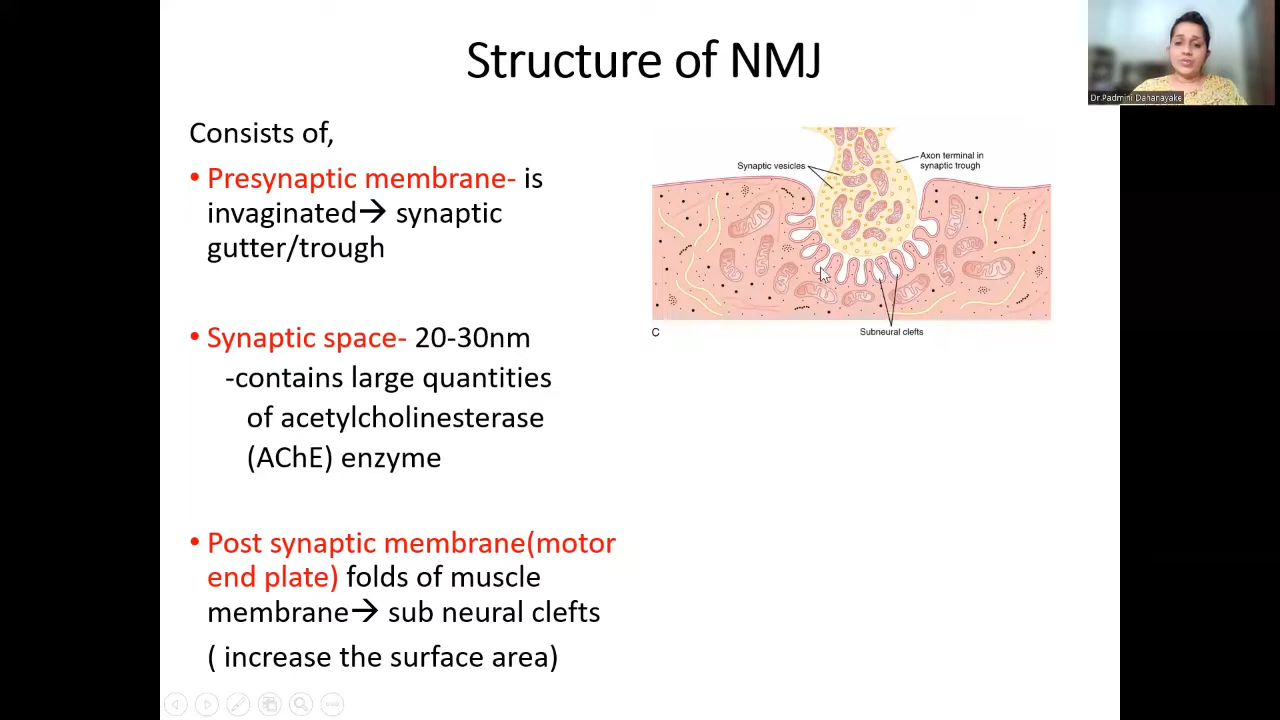 Structure of NMJ
Dr.Padmini Dahanayake
Consists of,
• Presynaptic membrane- is
invaginated→ synaptic
gutter/trough
• Synaptic space- 20-30nm
-contains large quantities
of acetylcholinesterase
(AChE) enzyme
• Post synaptic membrane(motor
end plate) folds of muscle
membrane→ sub neural clefts
( increase the surface area)
Synaptic vesicles
Axon terminal in
synaptic trough
Subneural clefts
C